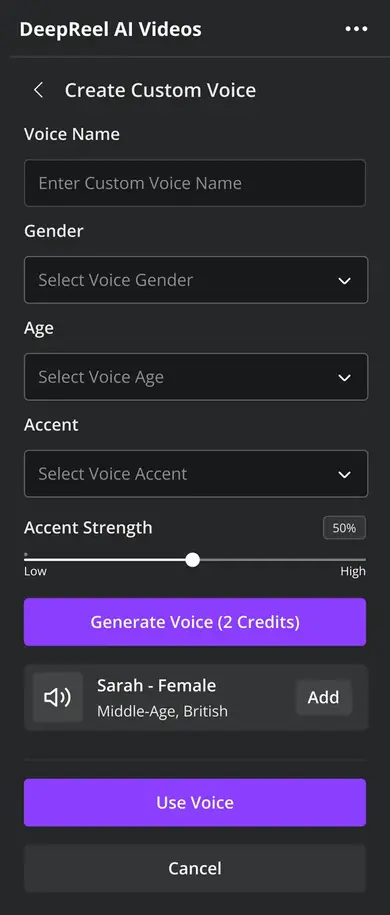 DeepReel AI Videos
Create Custom Voice
Voice Name
Enter Custom Voice Name
Gender
Select Voice Gender
Age
Select Voice Age
Accent
Select Voice Accent
Accent Strength 50%
Low High
Generate Voice (2 Credits)
Sarah - Female
Middle-Age, British
Add
Use Voice
Cancel